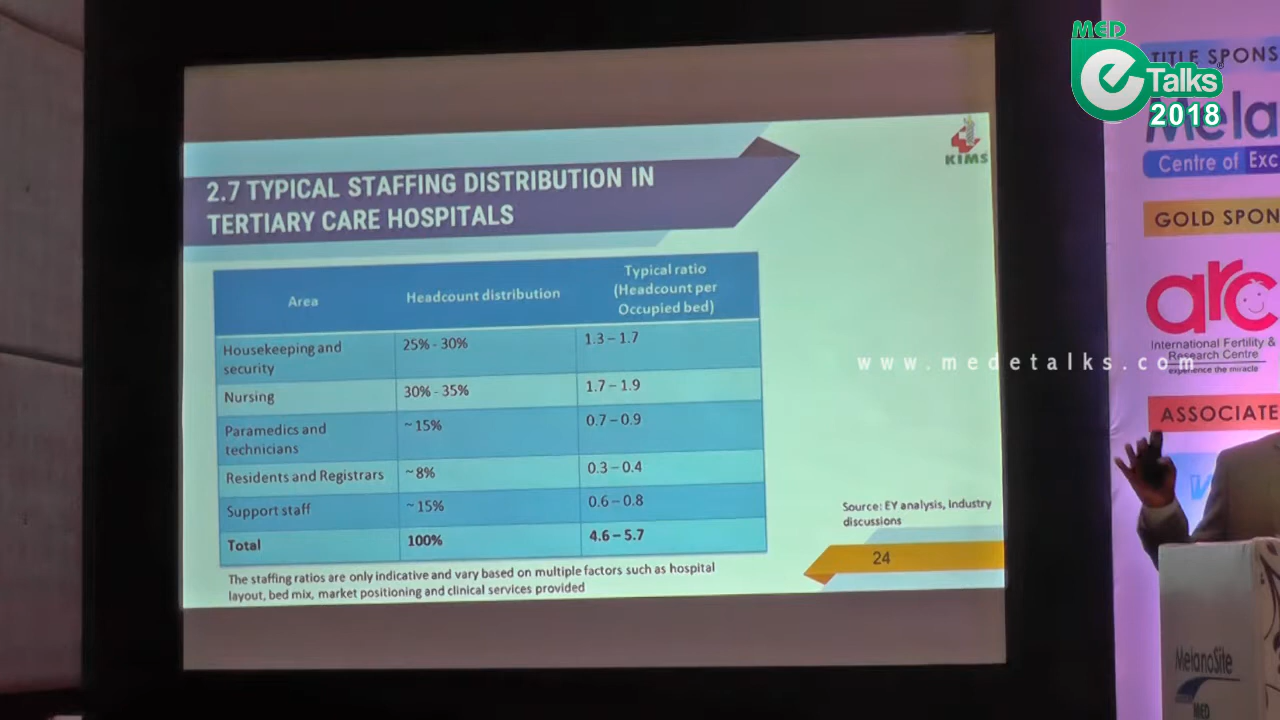 MED
e Talks
2018
TITLE SPONS
Mela
Centre of Exc
GOLD SPON
arc
International Fertility &
Research Centre
experience the miracle
ASSOCIATE
www.medetalks.com
KIMS
2.7 TYPICAL STAFFING DISTRIBUTION IN
TERTIARY CARE HOSPITALS
Area Headcount distribution Typical ratio
(Headcount per
Occupied bed)
Housekeeping and
security 25% - 30% 1.3 – 1.7
Nursing 30% - 35% 1.7 – 1.9
Paramedics and
technicians ~ 15% 0.7 – 0.9
Residents and Registrars ~ 8% 0.3 – 0.4
Support staff ~ 15% 0.6 – 0.8
Total 100% 4.6 – 5.7
The staffing ratios are only indicative and vary based on multiple factors such as hospital
layout, bed mix, market positioning and clinical services provided
Source: EY analysis, Industry
discussions
24
MelanoSite
MED